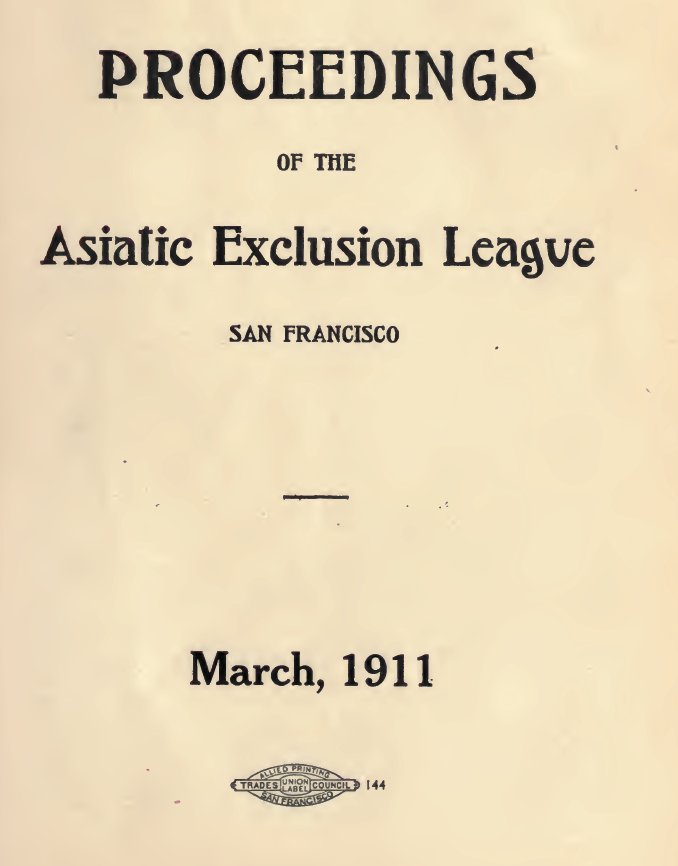 PROCEEDINGS
OF THE
Asiatic Exclusion League
SAN FRANCISCO
March, 1911
ALLIED PRINTING
TRADES UNION LABEL COUNCIL
SAN FRANCISCO
144